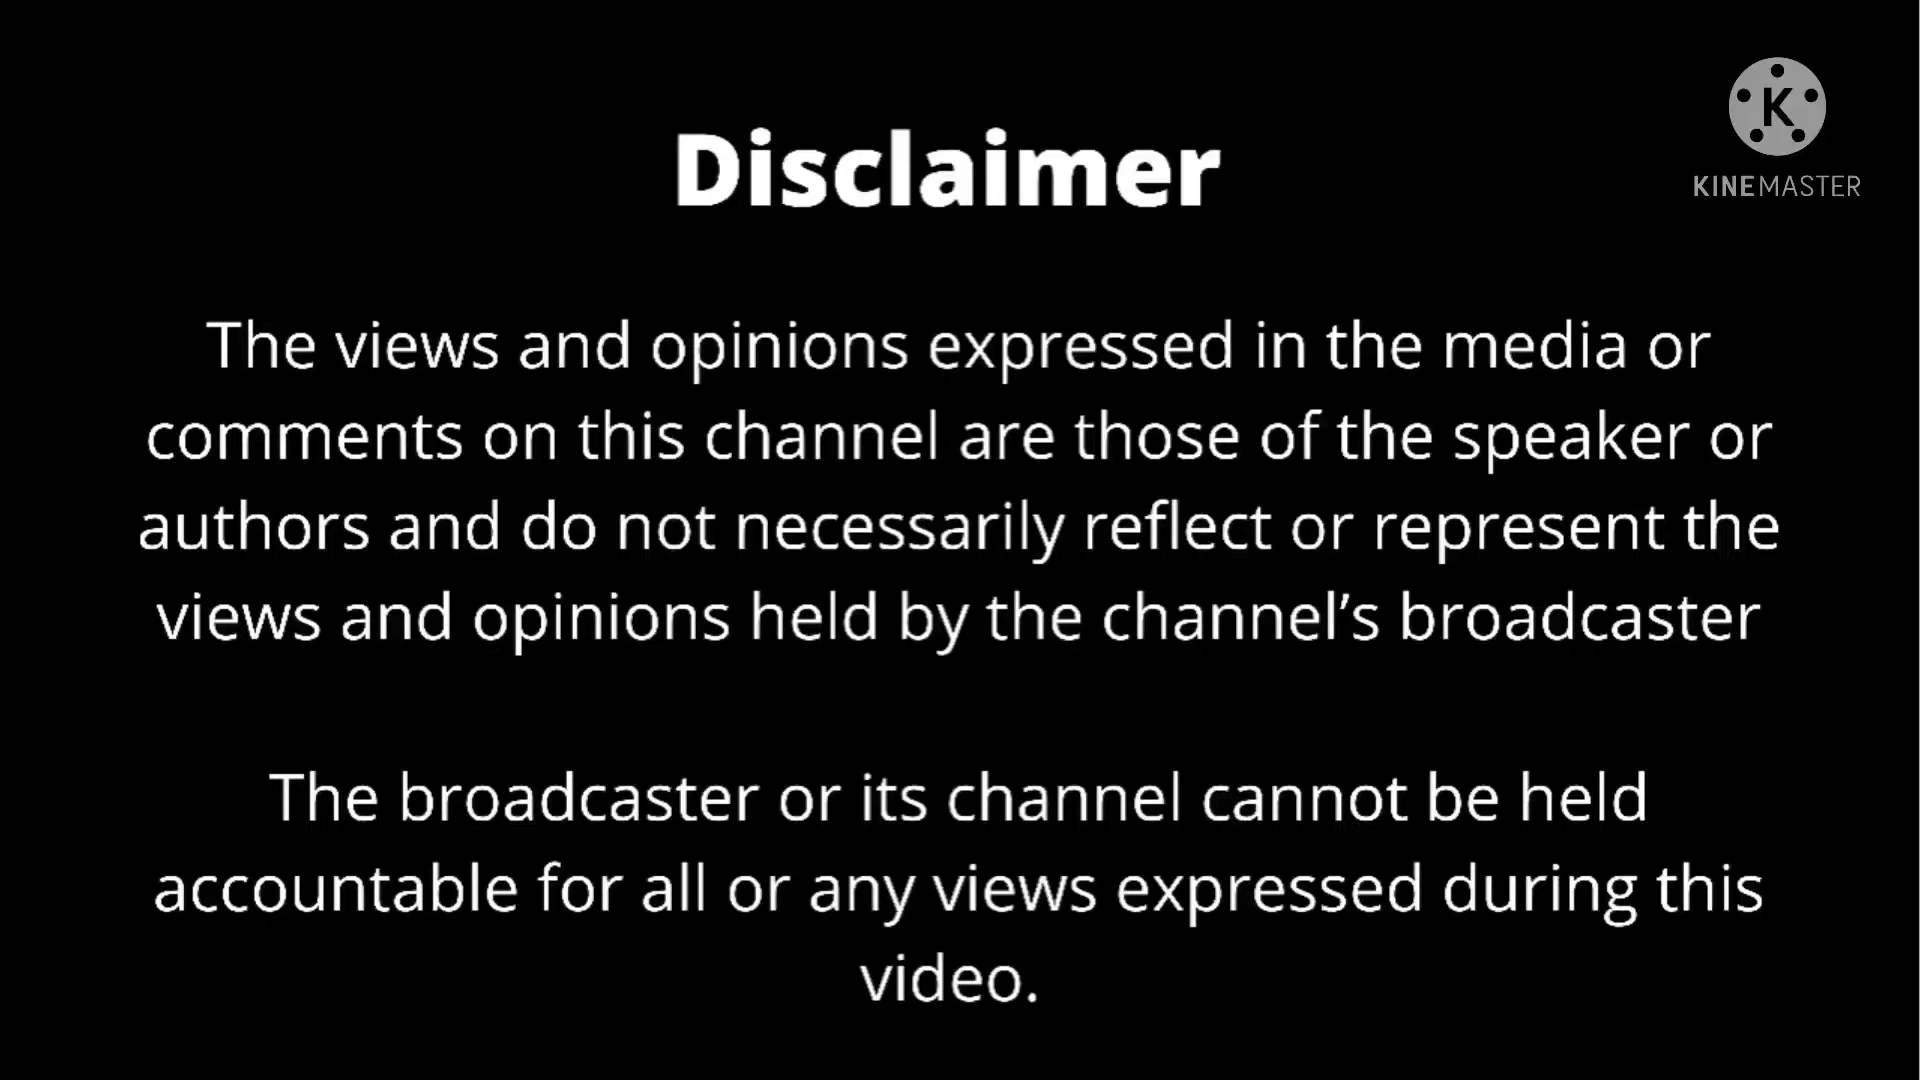 K
KINEMASTER
Disclaimer
The views and opinions expressed in the media or
comments on this channel are those of the speaker or
authors and do not necessarily reflect or represent the
views and opinions held by the channel’s broadcaster
The broadcaster or its channel cannot be held
accountable for all or any views expressed during this
video.